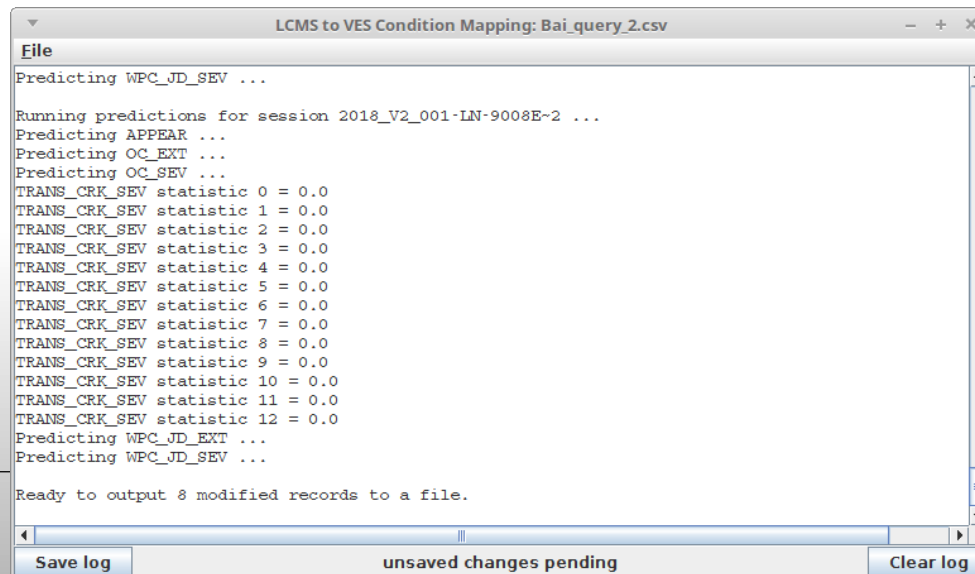 LCMS to VES Condition Mapping: Bai_query_2.csv
File
Predicting WPC_JD_SEV ...
Running predictions for session 2018_V2_001-LN-9008E~2 ...
Predicting APPEAR ...
Predicting OC_EXT ...
Predicting OC_SEV ...
TRANS_CRK_SEV statistic 0 = 0.0
TRANS_CRK_SEV statistic 1 = 0.0
TRANS_CRK_SEV statistic 2 = 0.0
TRANS_CRK_SEV statistic 3 = 0.0
TRANS_CRK_SEV statistic 4 = 0.0
TRANS_CRK_SEV statistic 5 = 0.0
TRANS_CRK_SEV statistic 6 = 0.0
TRANS_CRK_SEV statistic 7 = 0.0
TRANS_CRK_SEV statistic 8 = 0.0
TRANS_CRK_SEV statistic 9 = 0.0
TRANS_CRK_SEV statistic 10 = 0.0
TRANS_CRK_SEV statistic 11 = 0.0
TRANS_CRK_SEV statistic 12 = 0.0
Predicting WPC_JD_EXT ...
Predicting WPC_JD_SEV ...
Ready to output 8 modified records to a file.
Save log unsaved changes pending Clear log